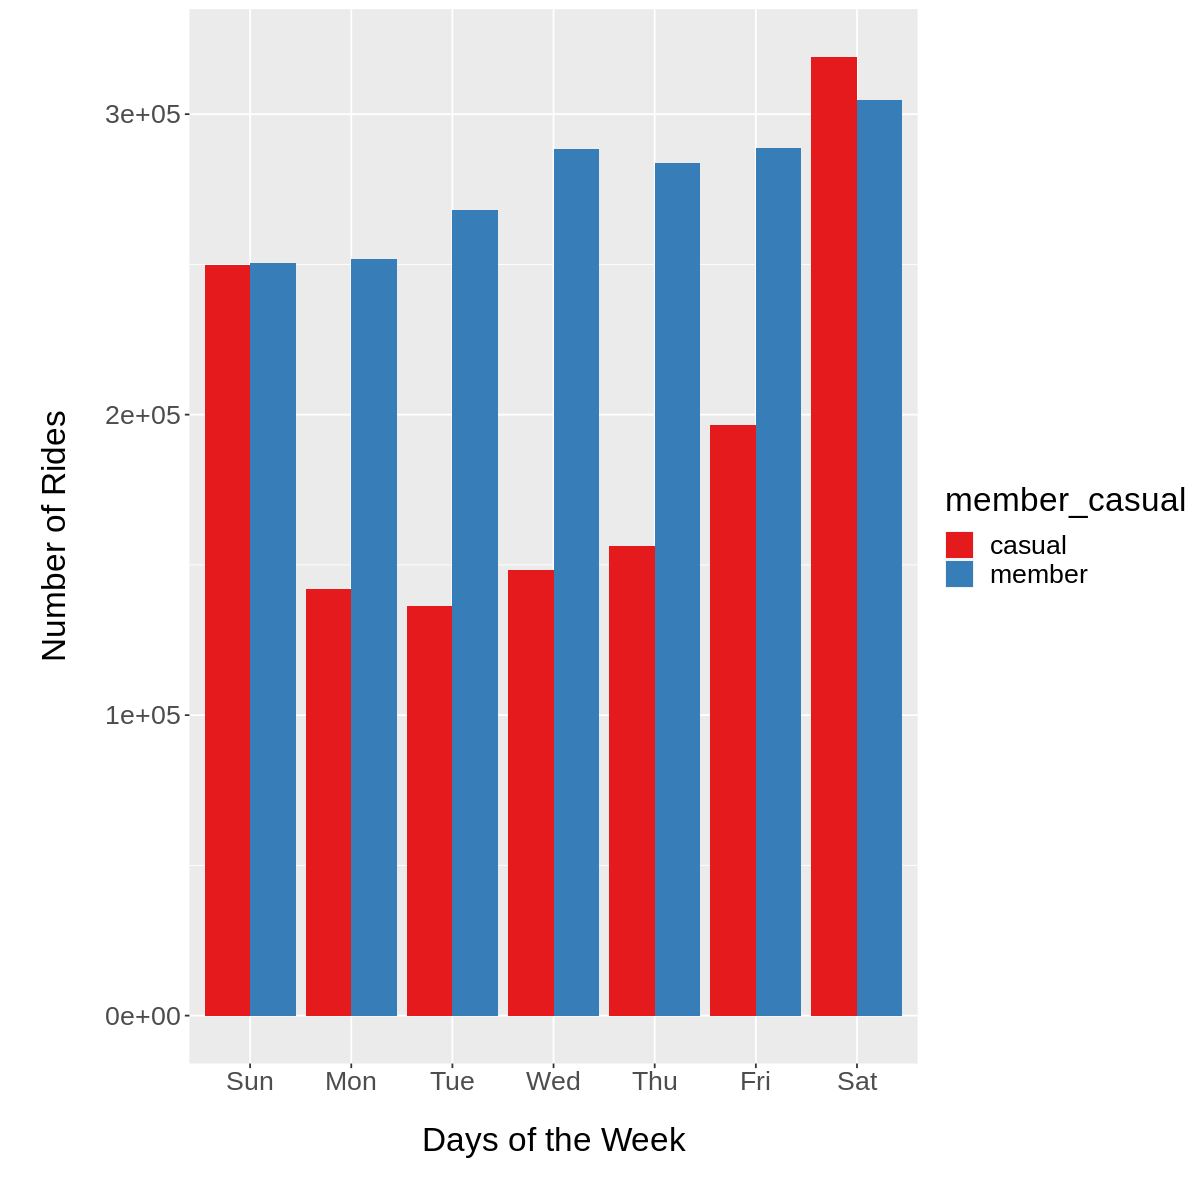 3e+05
2e+05
1e+05
0e+00
Number of Rides
Sun Mon Tue Wed Thu Fri Sat
Days of the Week
member_casual
casual
member